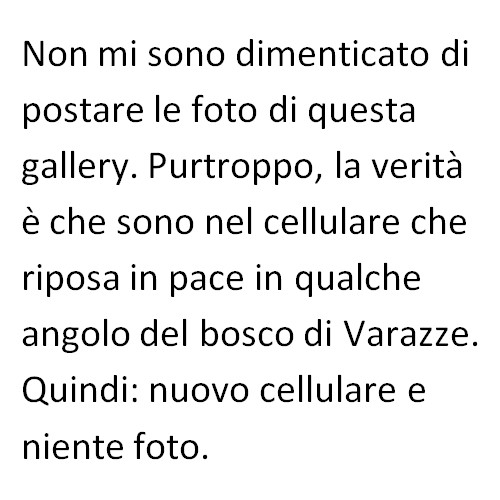 Non mi sono dimenticato di
postare le foto di questa
gallery. Purtroppo, la verità
è che sono nel cellulare che
riposa in pace in qualche
angolo del bosco di Varazze.
Quindi: nuovo cellulare e
niente foto.